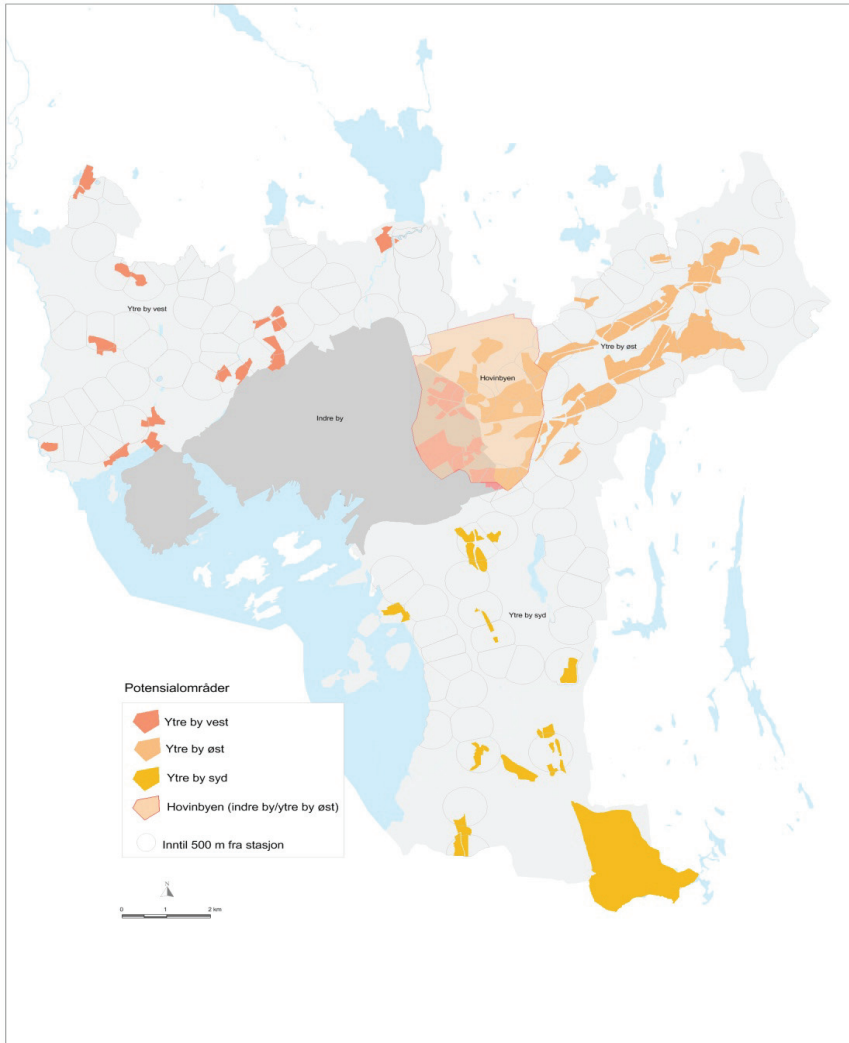 Ytre by vest
Ytre by øst
Hovinbyen
Indre by
Ytre by syd
Potensialområder
Ytre by vest
Ytre by øst
Ytre by syd
Hovinbyen (indre by/ytre by øst)
Inntil 500 m fra stasjon
N
0 1 2 km